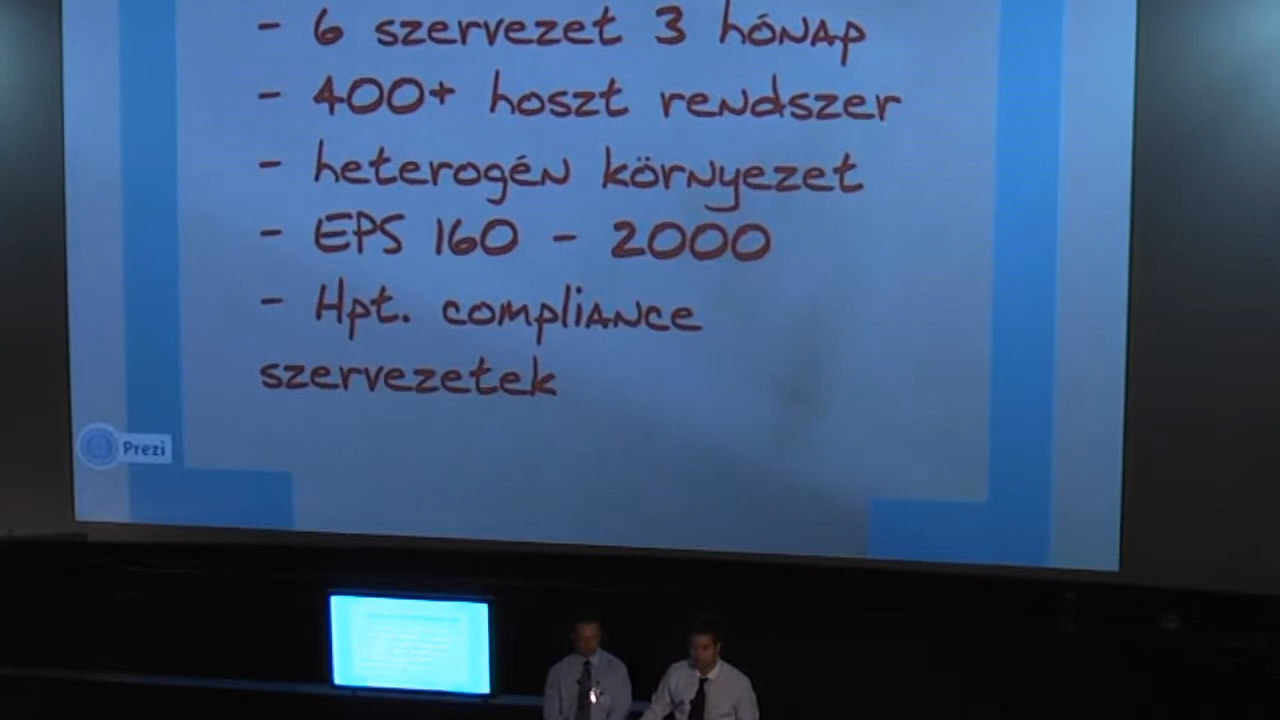 - 6 szervezet 3 hónap
- 400+ hoszt rendszer
- heterogén környezet
- EPS 160 - 2000
- Hpt. compliance
szervezetek
Prezi